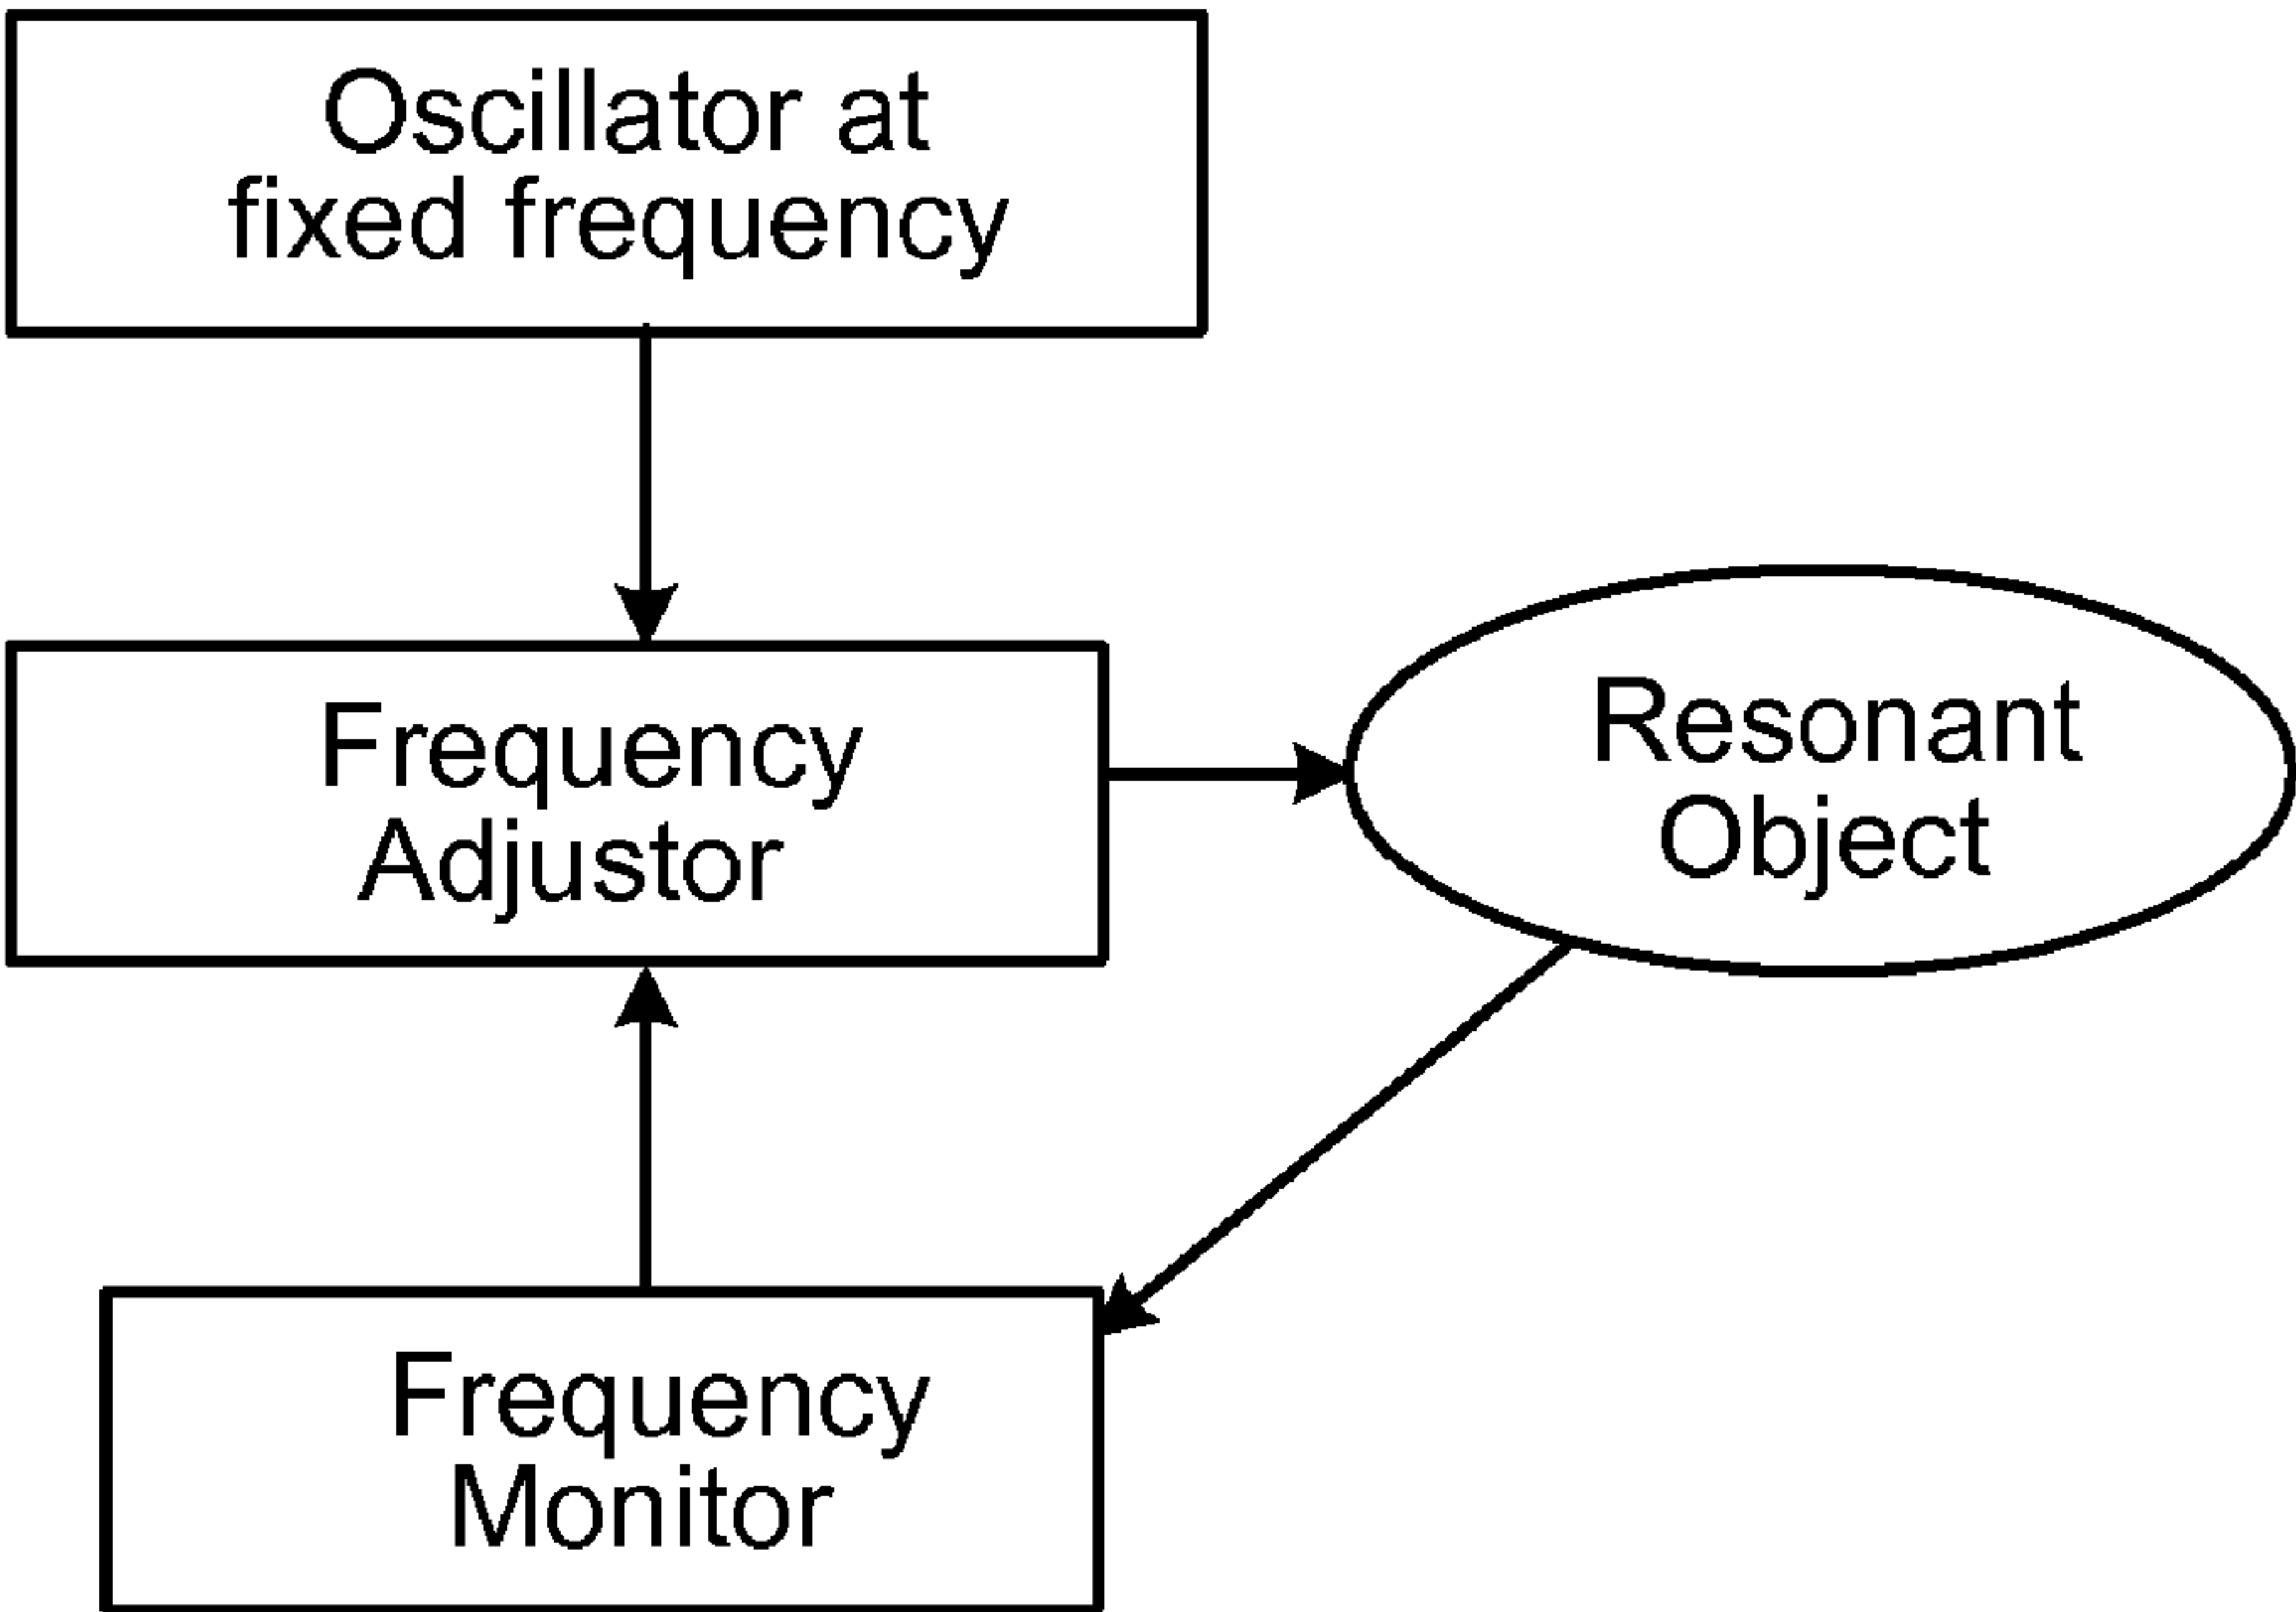 Oscillator at
fixed frequency
Frequency
Adjustor
Resonant
Object
Frequency
Monitor